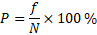 P = f/N × 100 %